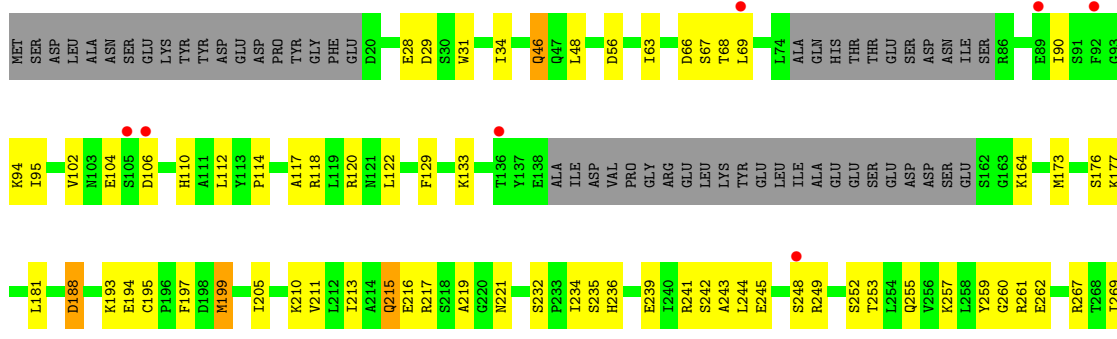 MET SER ASP LEU ALA ASN SER GLU LYS TYR TYR ASP GLU ASP PRO TYR GLY PHE GLU D20 E28 D29 S30 W31 I34 Q46 Q47 L48 D56 I63 D66 S67 T68 L69 L74 ALA GLN HIS THR THR GLU SER ASP ASN ILE SER R86 E89 I90 S91 F92 G93
K94 I95 V102 N103 E104 S105 D106 H110 A111 L112 Y113 P114 A117 R118 L119 R120 N121 L122 F129 K133 T136 Y137 E138 ALA ILE ASP VAL PRO GLY ARG GLU LEU LYS TYR GLU LEU ILE ALA GLU GLU SER GLU ASP ASP SER GLU S162 G163 K164 M173 S176 K177
L181 D188 K193 E194 C195 P196 F197 D198 M199 I205 K210 V211 L212 I213 A214 Q215 E216 R217 S218 A219 G220 N221 S232 P233 I234 S235 H236 E239 I240 R241 S242 A243 L244 E245 S248 R249 S252 T253 L254 Q255 V256 K257 L258 Y259 G260 R261 E262 R267 T268 I269